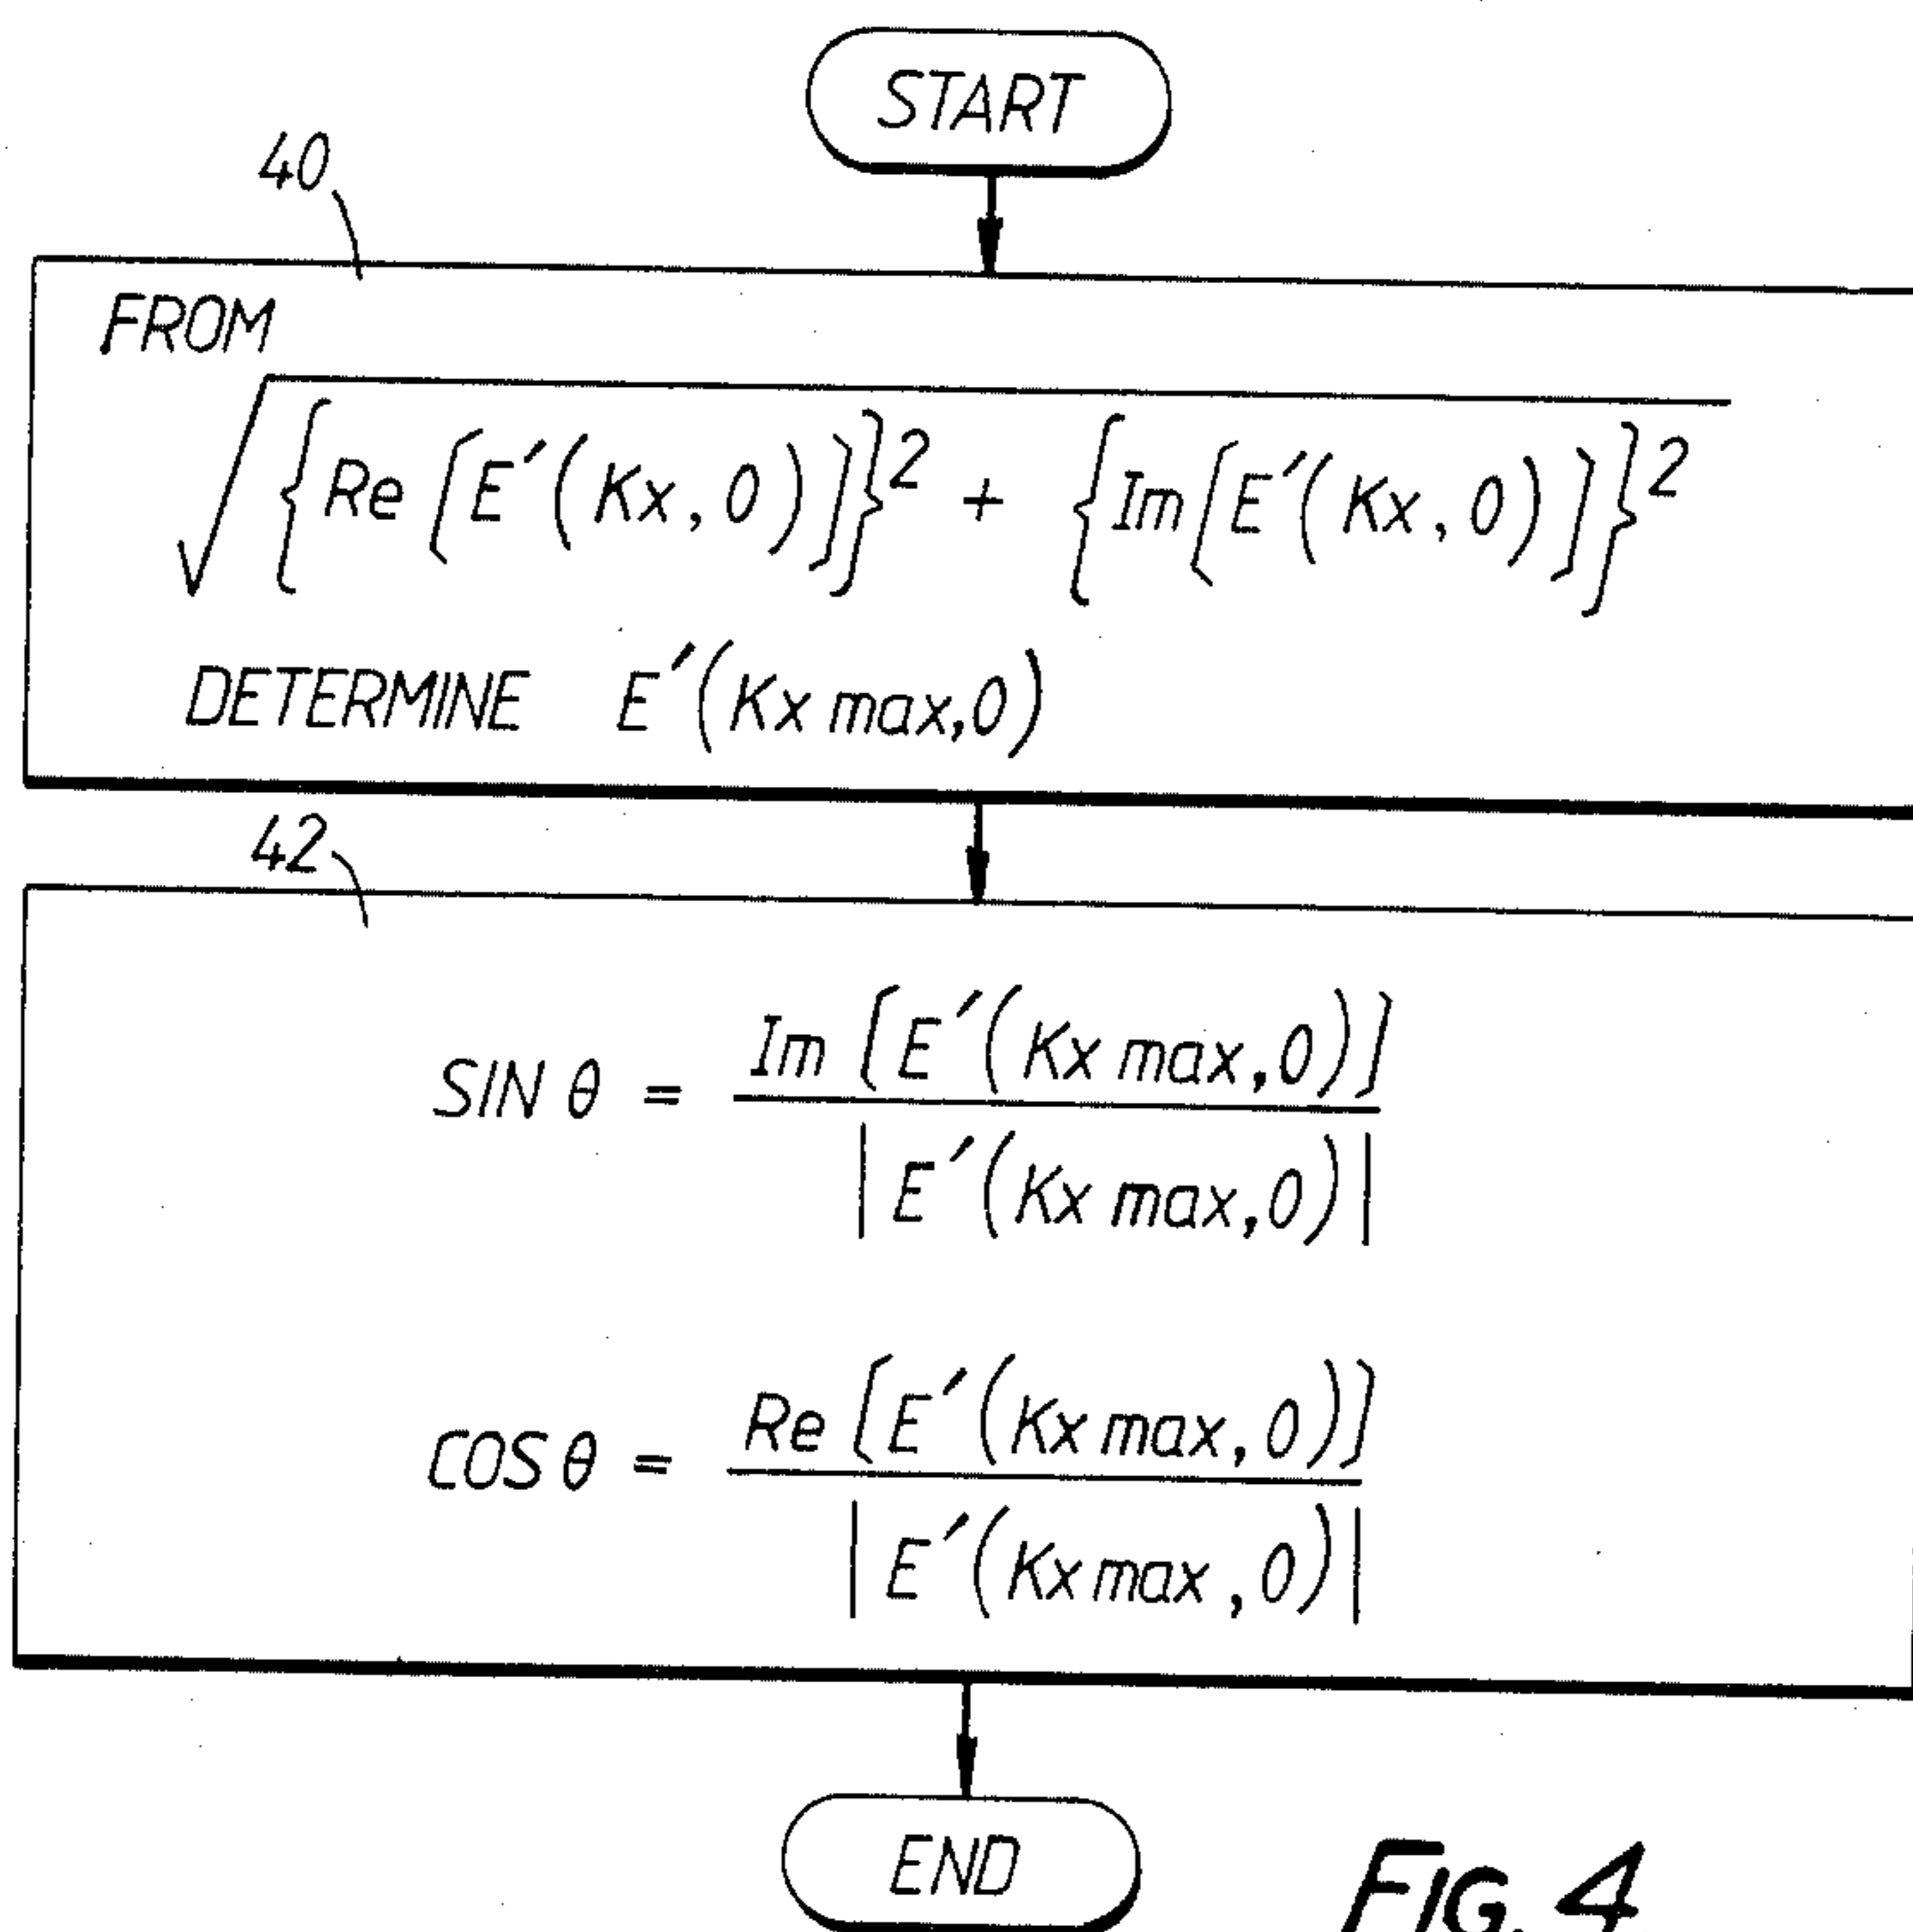 START
40
FROM
√{Re[E′(Kx, 0)]}² + {Im[E′(Kx, 0)]}²
DETERMINE E′(Kx max,0)
42
SIN θ = Im [E′(Kx max,0)]
|E′(Kx max,0)|
COS θ = Re [E′(Kx max, 0)]
|E′(Kx max, 0)|
END
FIG. 4